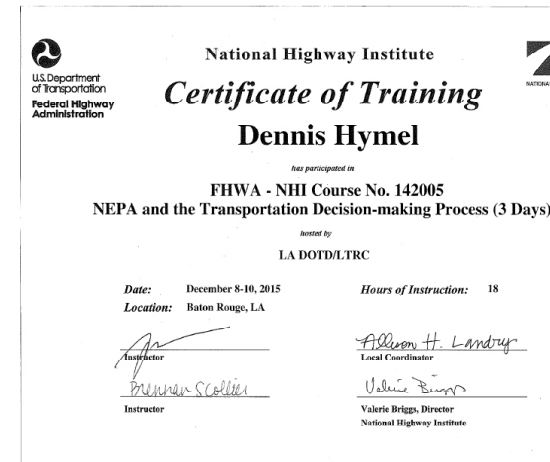 National Highway Institute
U.S. Department
of Transportation
Federal Highway
Administration
NATIONAL
Certificate of Training
Dennis Hymel
has participated in
FHWA - NHI Course No. 142005
NEPA and the Transportation Decision-making Process (3 Days)
hosted by
LA DOTD/LTRC
Date: December 8-10, 2015
Hours of Instruction: 18
Location: Baton Rouge, LA
Allison H. Landry
Instructor
Local Coordinator
Brennan Scollier
Valerie Briggs
Instructor
Valerie Briggs, Director
National Highway Institute